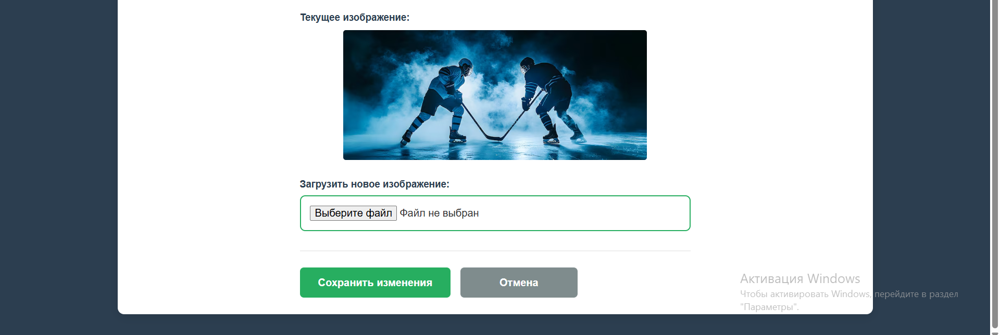 Текущее изображение:
Загрузить новое изображение:
Выберите файл Файл не выбран
Сохранить изменения
Отмена
Активация Windows
Чтобы активировать Windows, перейдите в раздел
"Параметры".